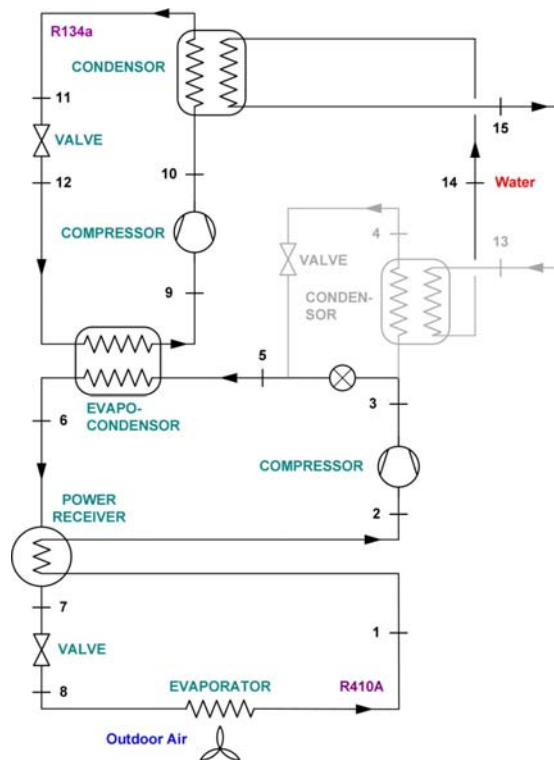 R134a
CONDENSOR
11
15
VALVE
10
12
14
Water
COMPRESSOR
4
13
VALVE
CONDEN-
SOR
9
5
3
6
EVAPO-
CONDENSOR
COMPRESSOR
POWER
RECEIVER
2
7
1
VALVE
8
EVAPORATOR
R410A
Outdoor Air